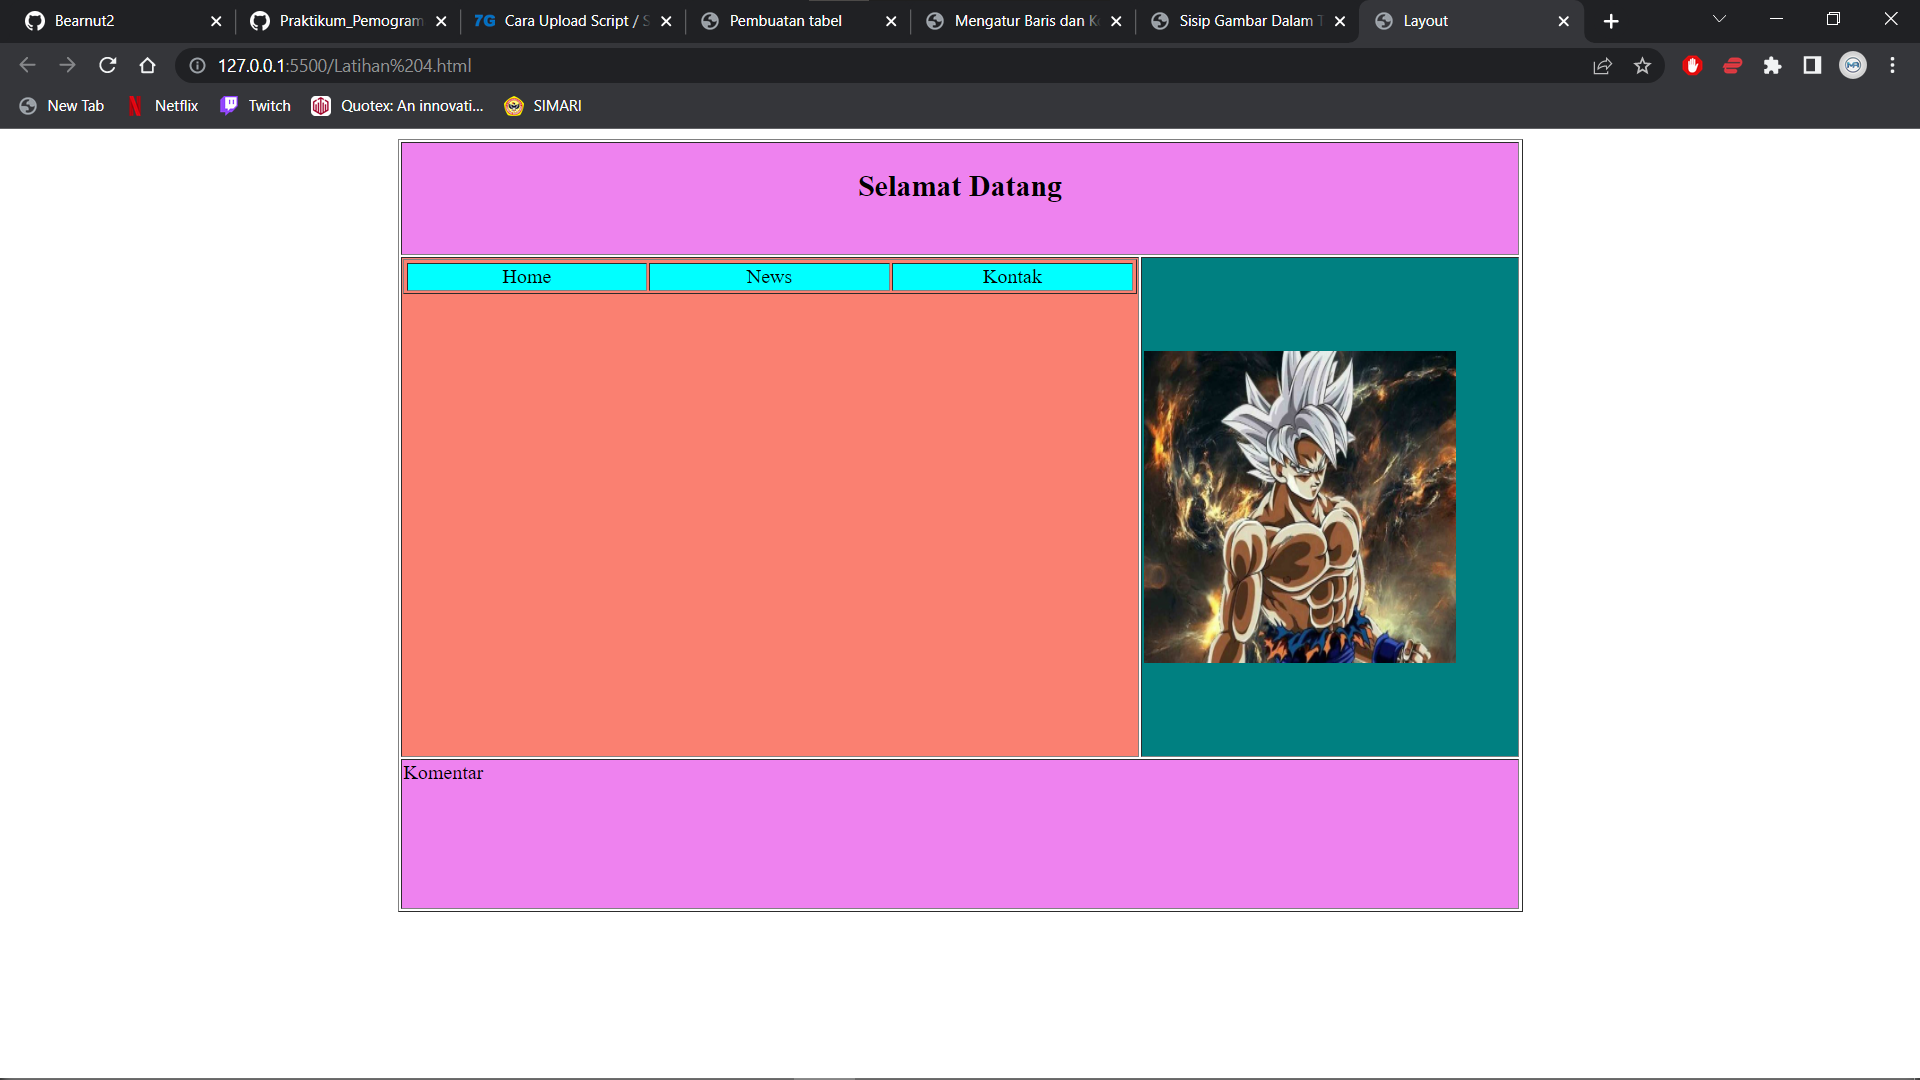 Bearnut2
Praktikum_Pemogram
Cara Upload Script /
Pembuatan tabel
Mengatur Baris dan
Sisip Gambar Dalam
Layout
127.0.0.1:5500/Latihan%204.html
New Tab
Netflix
Twitch
Quotex: An innovati...
SIMARI
Selamat Datang
Home
News
Kontak
Komentar